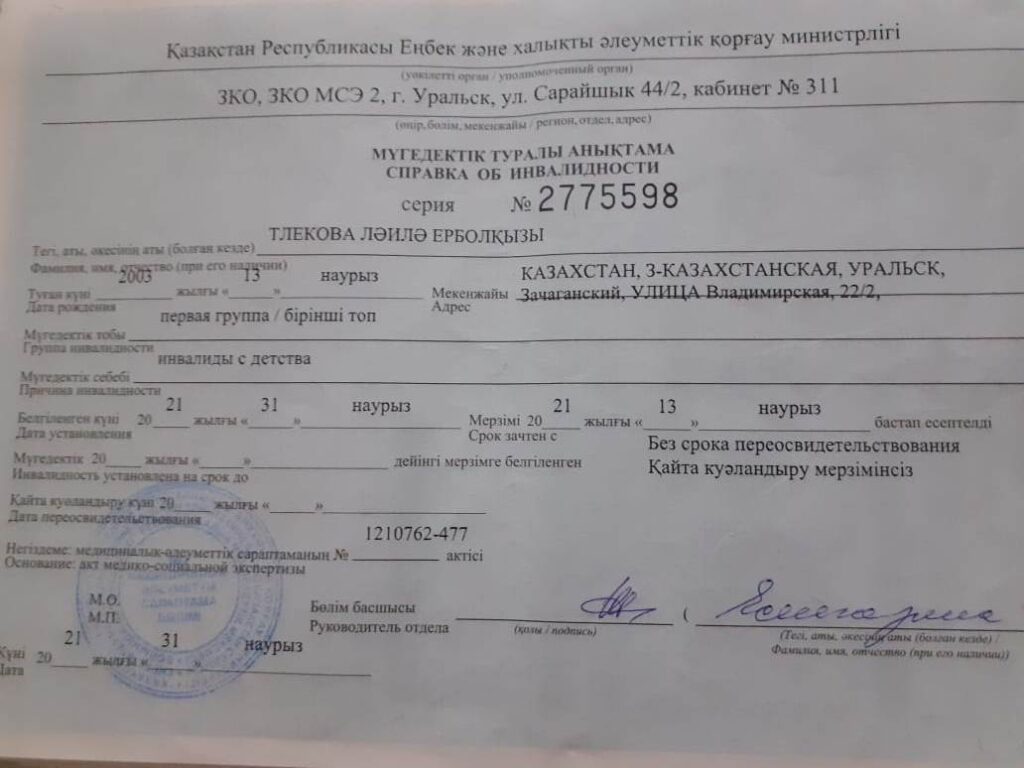 Қазақстан Республикасы Еңбек және халықты әлеуметтік қорғау министрлігі
(уәкілетті орган / уполномоченный орган)
ЗКО, ЗКО МСЭ 2, г. Уральск, ул. Сарайшык 44/2, кабинет № 311
(өңір, бөлім, мекенжайы / регион, отдел, адрес)
МҮГЕДЕКТІК ТУРАЛЫ АНЫҚТАМА
СПРАВКА ОБ ИНВАЛИДНОСТИ
серия № 2775598
ТЛЕКОВА ЛӘЙЛӘ ЕРБОЛҚЫЗЫ
Тегі, аты, әкесінің аты (болған кезде)
Фамилия, имя, отчество (при его наличии)
2003 13 наурыз КАЗАХСТАН, З-КАЗАХСТАНСКАЯ, УРАЛЬСК,
Туған күні жылғы « » Мекенжайы Зачаганский, УЛИЦА Владимирская, 22/2,
Дата рождения Адрес
первая группа / бірінші топ
Мүгедектік тобы
Группа инвалидности
инвалиды с детства
Мүгедектік себебі
Причина инвалидности
21 31 наурыз 21 13 наурыз
Белгіленген күні 20 жылғы « » Мерзімі 20 жылғы « » бастап есептелді
Дата установления Срок зачтен с
Без срока переосвидетельствования
Мүгедектік 20 жылғы « » дейінгі мерзімге белгіленген
Қайта куәландыру мерзімінсіз
Инвалидность установлена на срок до
Қайта куәландыру күні 20 жылғы « »
Дата переосвидетельствования
1210762-477
Негіздеме: медициналық-әлеуметтік сараптаманың № актісі
Основание: акт медико-социальной экспертизы
М.О. Бөлім басшысы
М.П. Руководитель отдела (
(қолы / подпись) (Тегі, аты, әкесінің аты (болған кезде) /
Фамилия, имя, отчество (при его наличии))
21 31 наурыз
Күні 20 жылғы « »
Дата